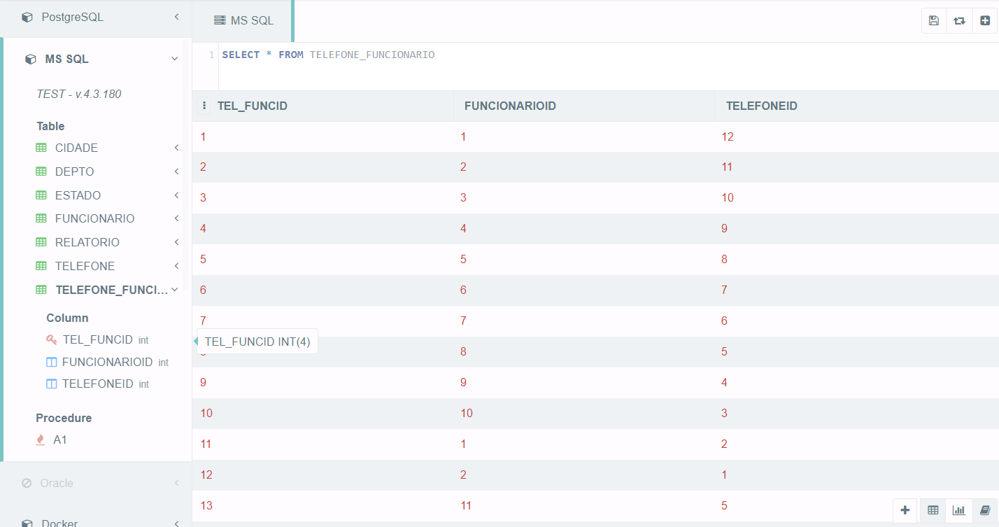 PostgreSQL
MS SQL
TEST - v.4.3.180
Table
CIDADE
DEPTO
ESTADO
FUNCIONARIO
RELATORIO
TELEFONE
TELEFONE_FUNCI...
Column
TEL_FUNCID int
FUNCIONARIOID int
TELEFONEID int
Procedure
A1
Oracle
Docker
MS SQL
1 SELECT * FROM TELEFONE_FUNCIONARIO
TEL_FUNCID FUNCIONARIOID TELEFONEID
1 1 12
2 2 11
3 3 10
4 4 9
5 5 8
6 6 7
7 7 6
TEL_FUNCID INT(4)
8 5
9 9 4
10 10 3
11 1 2
12 2 1
13 11 5